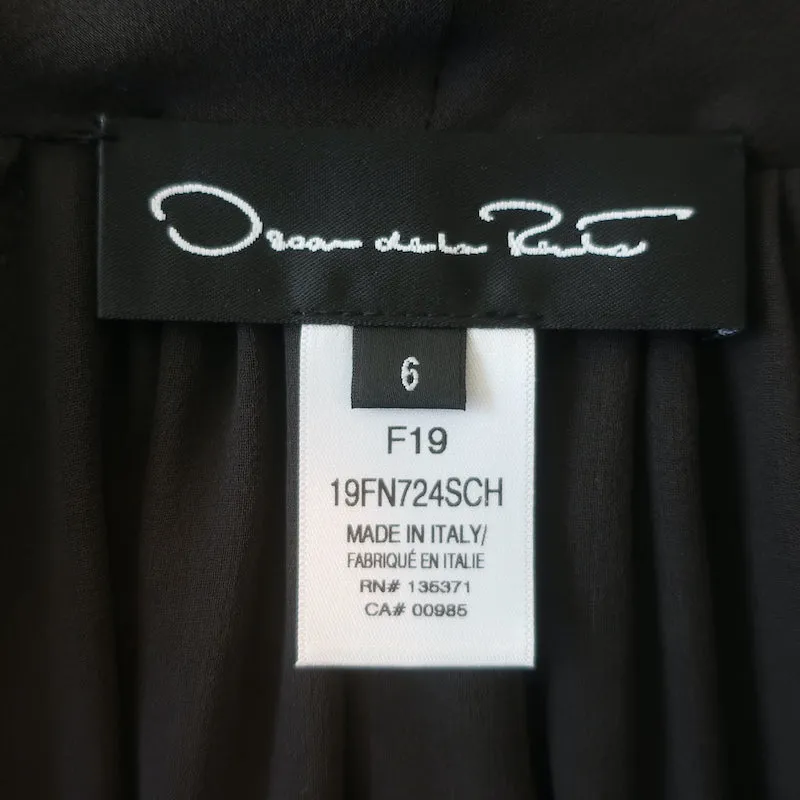 Oscar de la Renta
6
F19
19FN724SCH
MADE IN ITALY/
FABRIQUÉ EN ITALIE
RN# 135371
CA# 00985